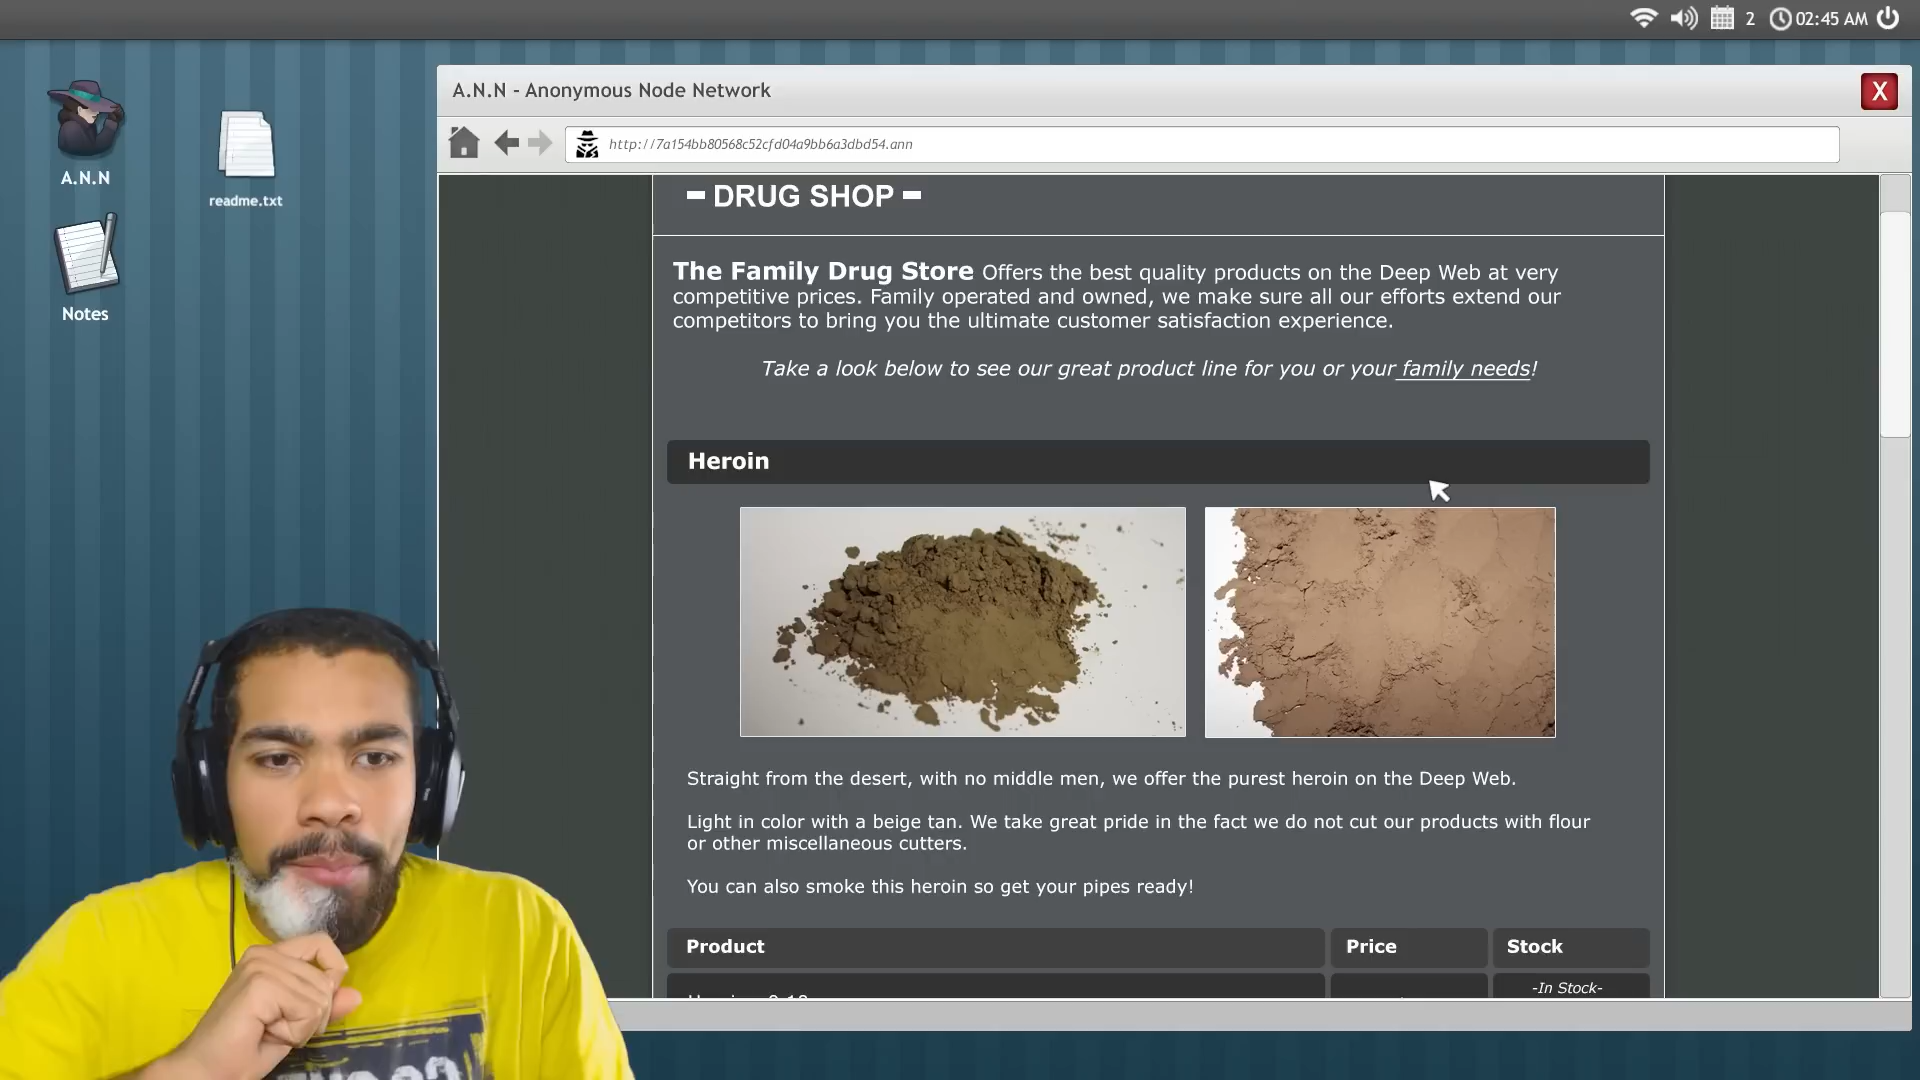 2 02:45 AM
A.N.N - Anonymous Node Network
X
http://7a154bb80568c52cfd04a9bb6a3dbd54.ann
A.N.N
readme.txt
Notes
- DRUG SHOP -
The Family Drug Store Offers the best quality products on the Deep Web at very
competitive prices. Family operated and owned, we make sure all our efforts extend our
competitors to bring you the ultimate customer satisfaction experience.
Take a look below to see our great product line for you or your family needs!
Heroin
Straight from the desert, with no middle men, we offer the purest heroin on the Deep Web.
Light in color with a beige tan. We take great pride in the fact we do not cut our products with flour
or other miscellaneous cutters.
You can also smoke this heroin so get your pipes ready!
Product Price Stock
-In Stock-